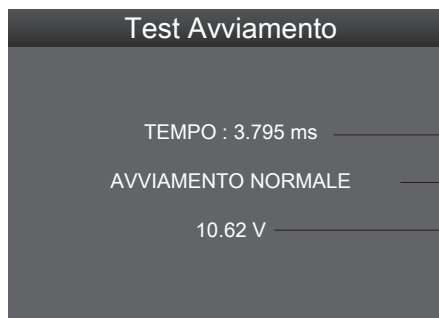 Test Avviamento
TEMPO : 3.795 ms
AVVIAMENTO NORMALE
10.62 V